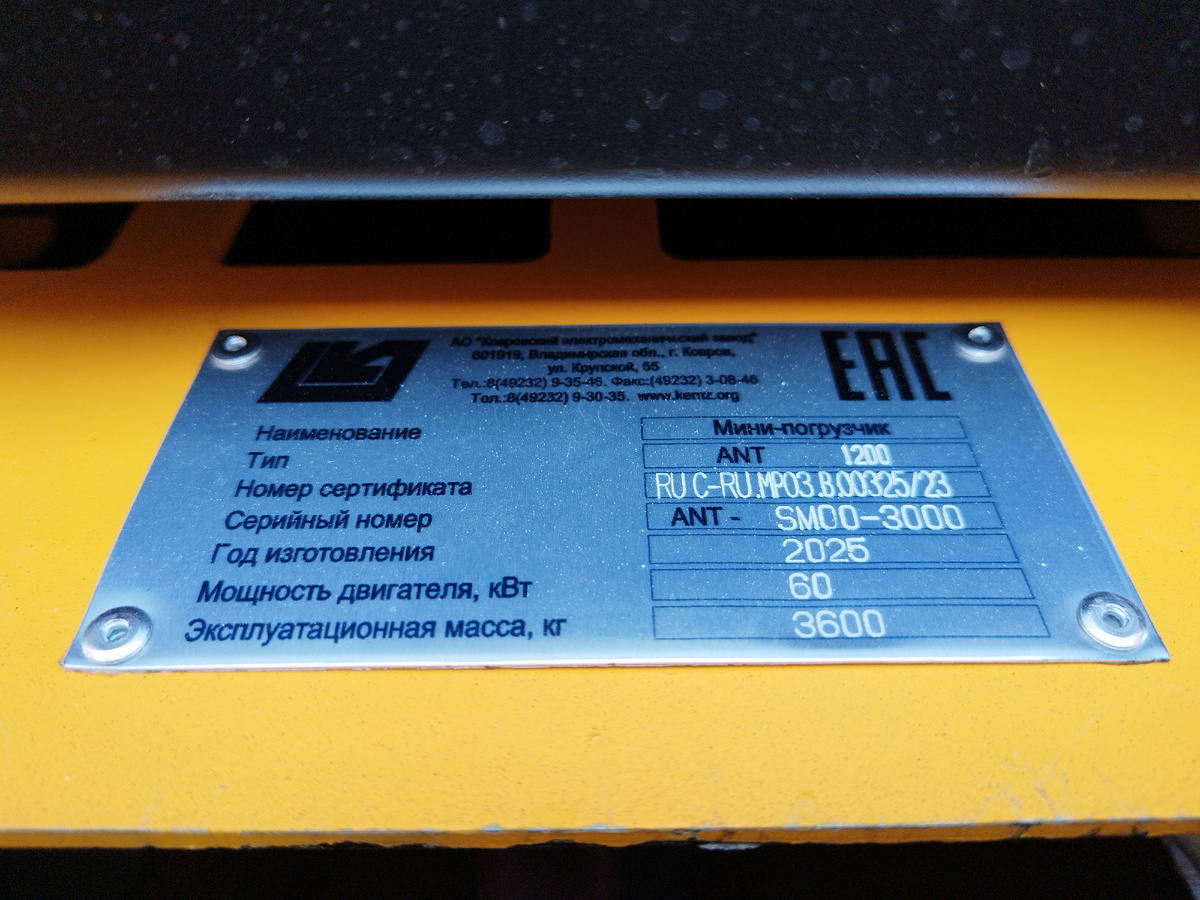 АО "Ковровский электромеханический завод"
601919, Владимирская обл., г. Ковров,
ул. Крупской, 55
Тел.:8(49232) 9-35-46. Факс:(49232) 3-08-46
Тел.:8(49232) 9-30-35. www.kemz.org
EAC
Наименование Мини-погрузчик
Тип ANT 1200
Номер сертификата RU C-RU.МР03.В.00325/23
Серийный номер ANT - SM00-3000
Год изготовления 2025
Мощность двигателя, кВт 60
Эксплуатационная масса, кг 3600